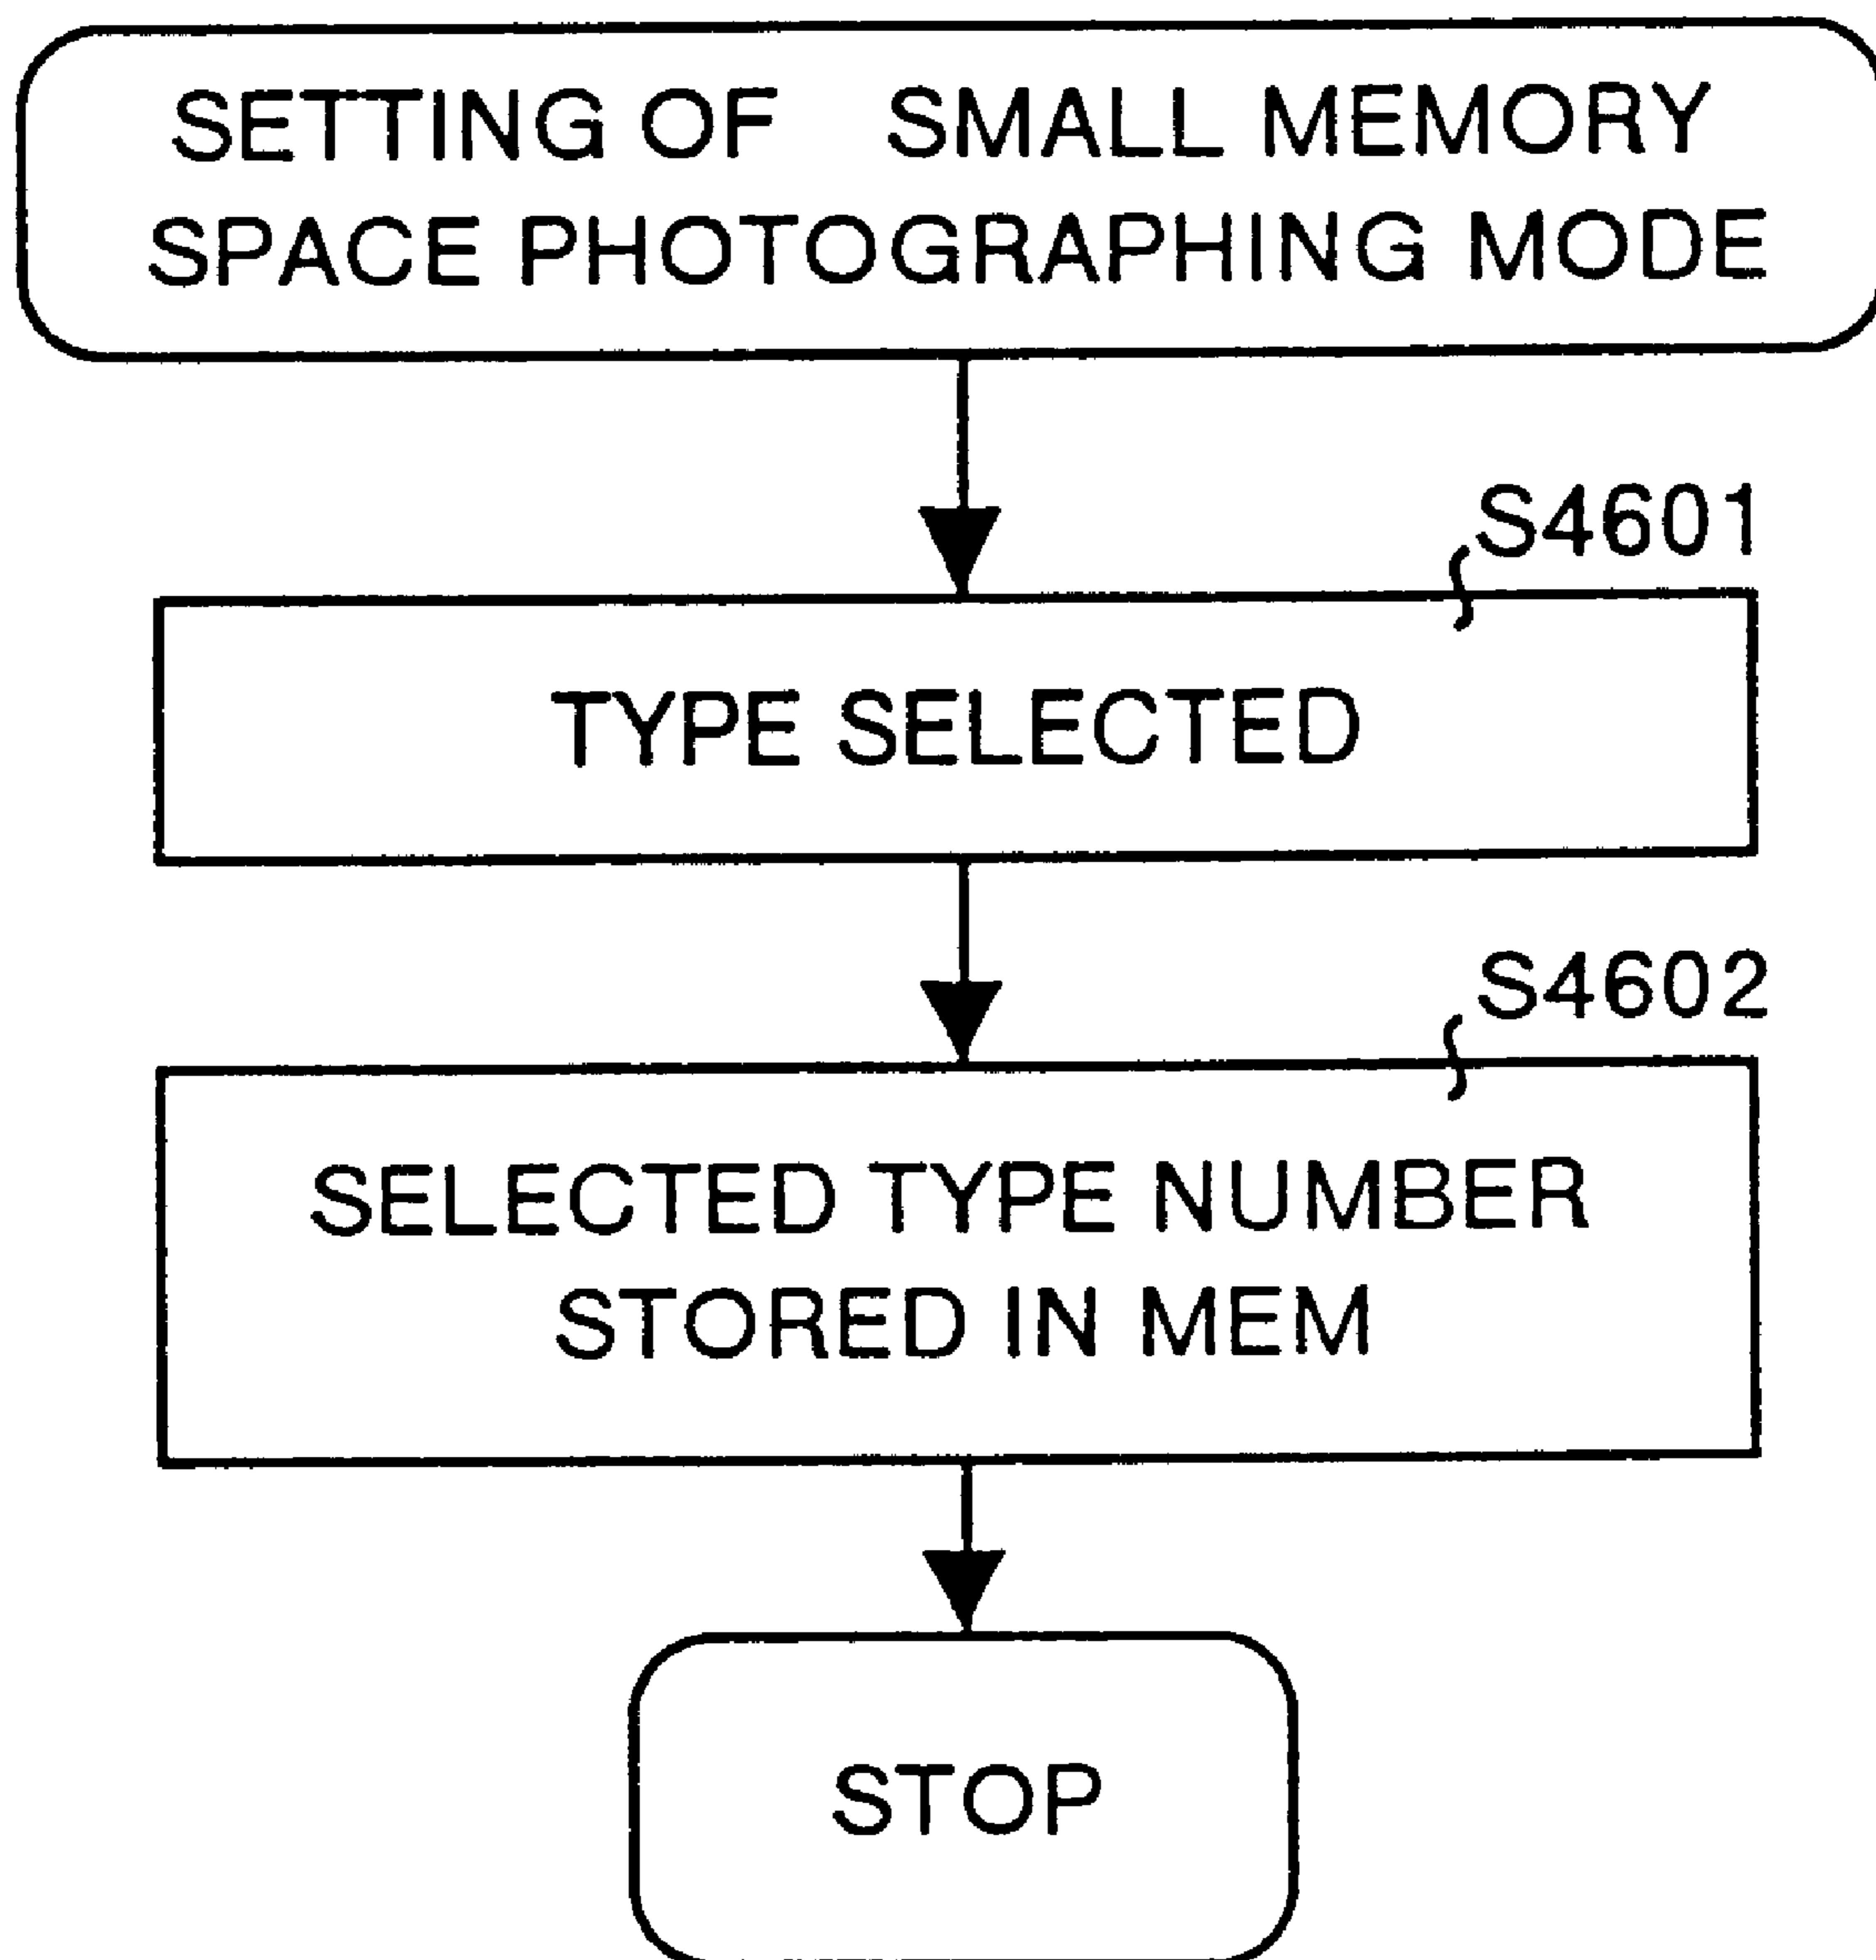 SETTING OF SMALL MEMORY
SPACE PHOTOGRAPHING MODE
S4601
TYPE SELECTED
S4602
SELECTED TYPE NUMBER
STORED IN MEM
STOP